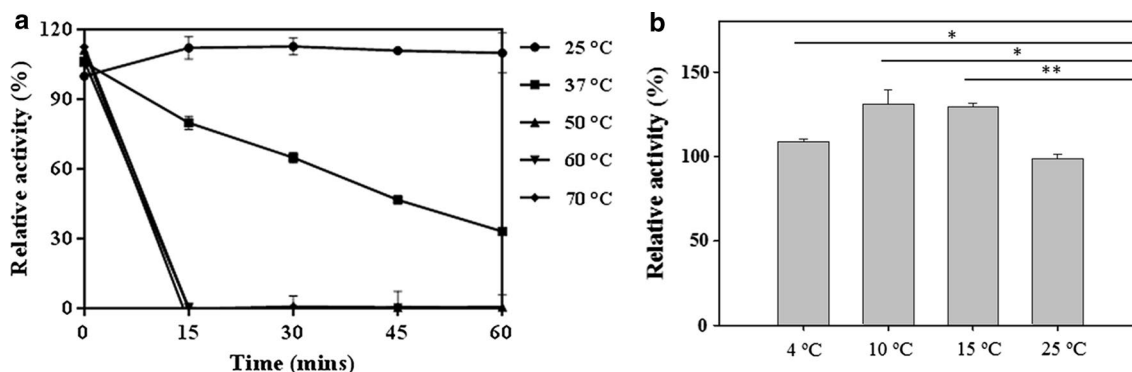 a
Relative activity (%)
120
90
60
30
0
0 15 30 45 60
Time (mins)
25 °C
37 °C
50 °C
60 °C
70 °C
b
Relative activity (%)
150
100
50
0
*
*
**
4 °C 10 °C 15 °C 25 °C